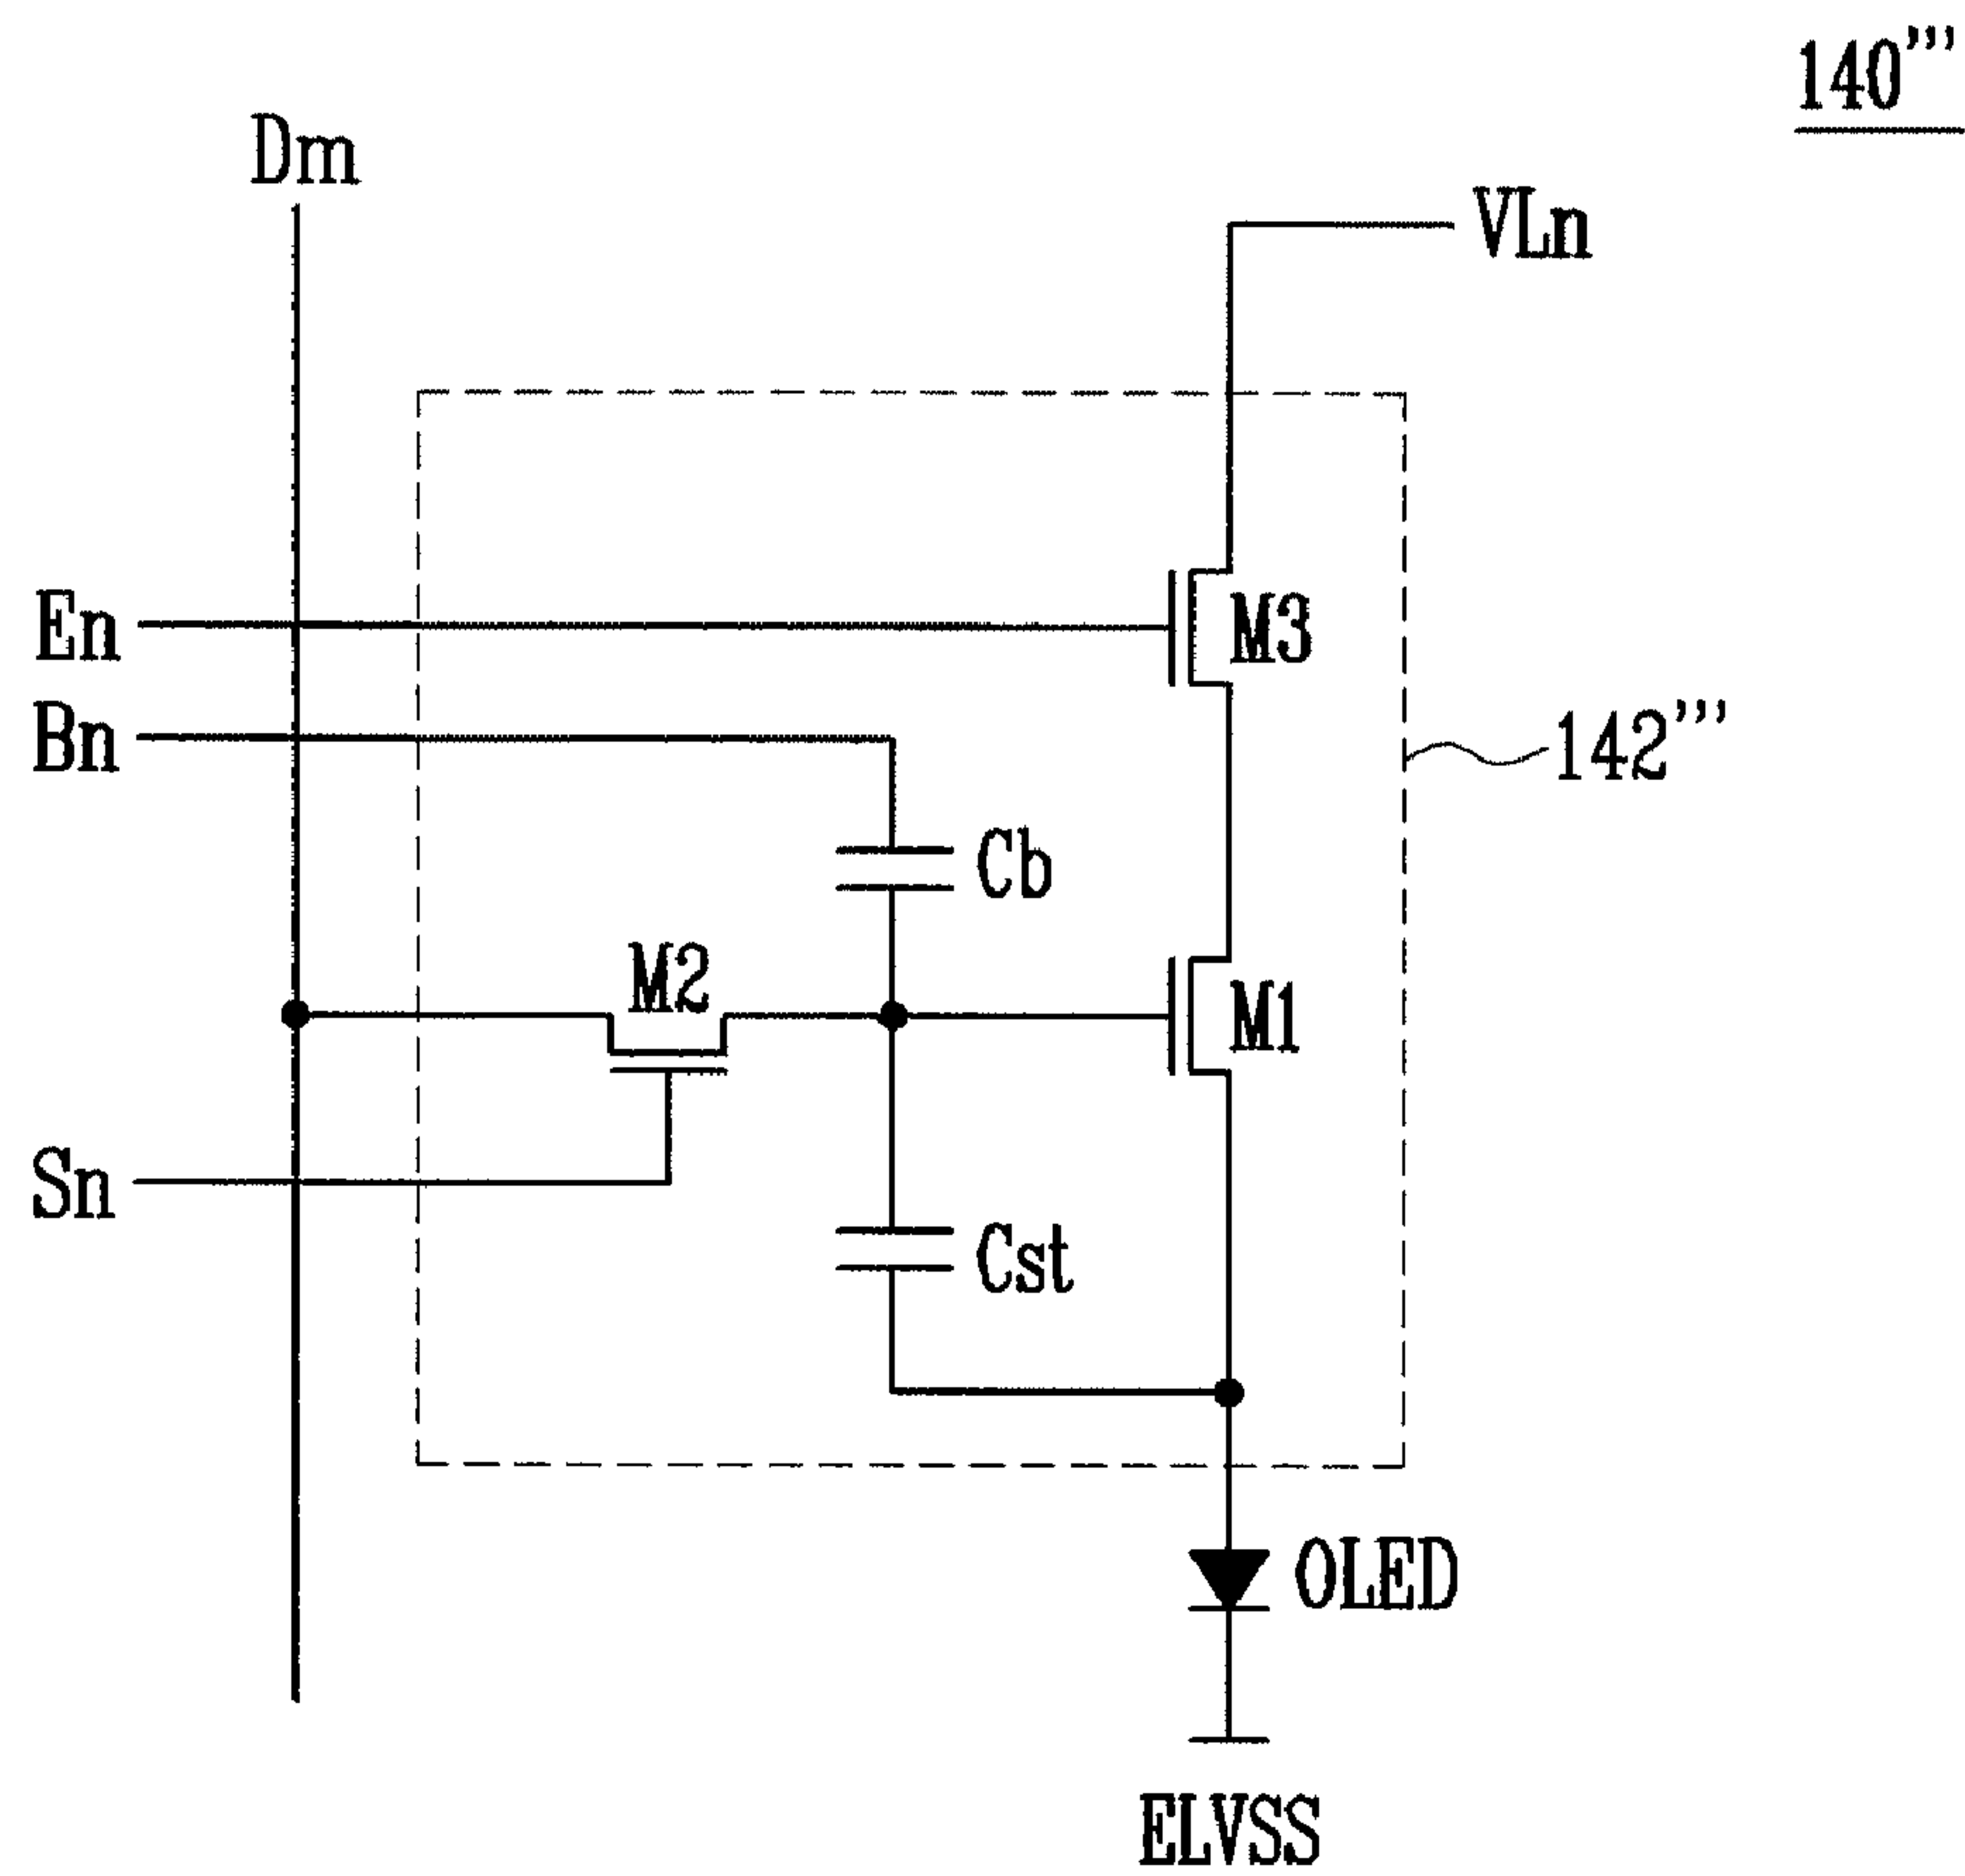 140'''
Dm
VLn
En
M3
Bn
142'''
Cb
M2
M1
Sn
Cst
OLED
ELVSS